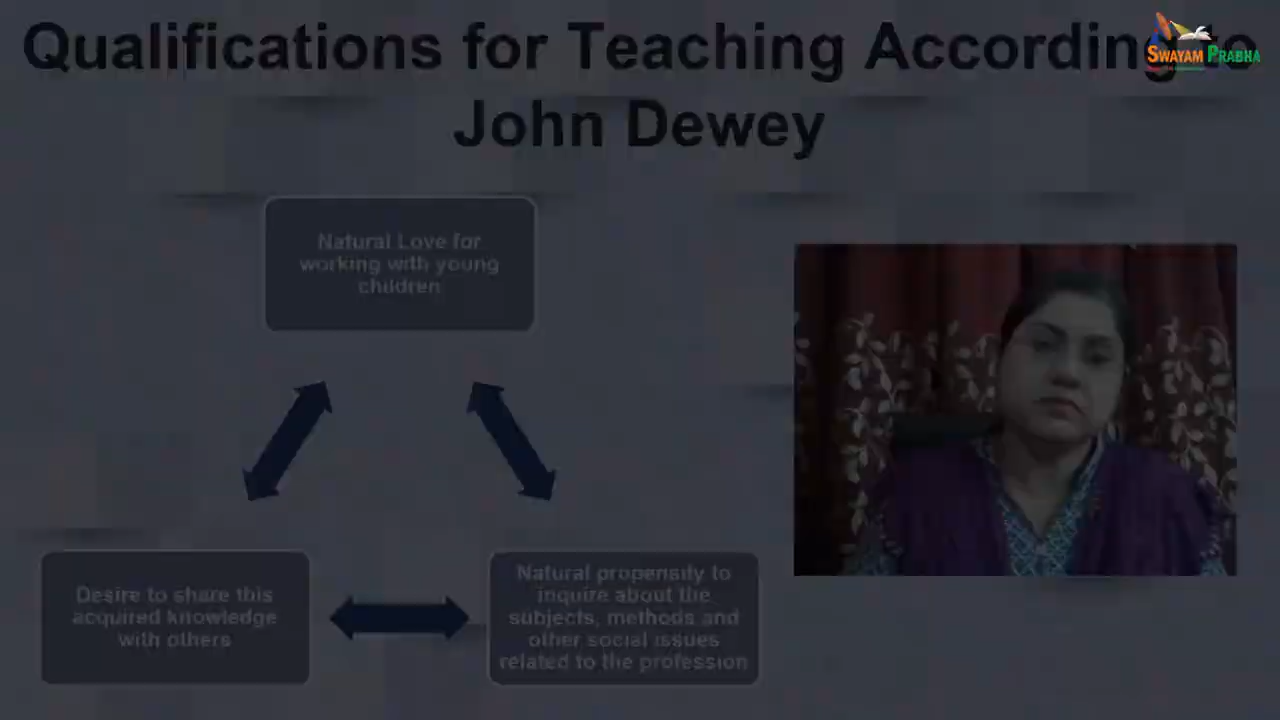 Qualifications for Teaching According to
John Dewey
SWAYAM PRABHA
Natural Love for
working with young
children
Desire to share this
acquired knowledge
with others
Natural propensity to
inquire about the
subjects, methods and
other social issues
related to the profession